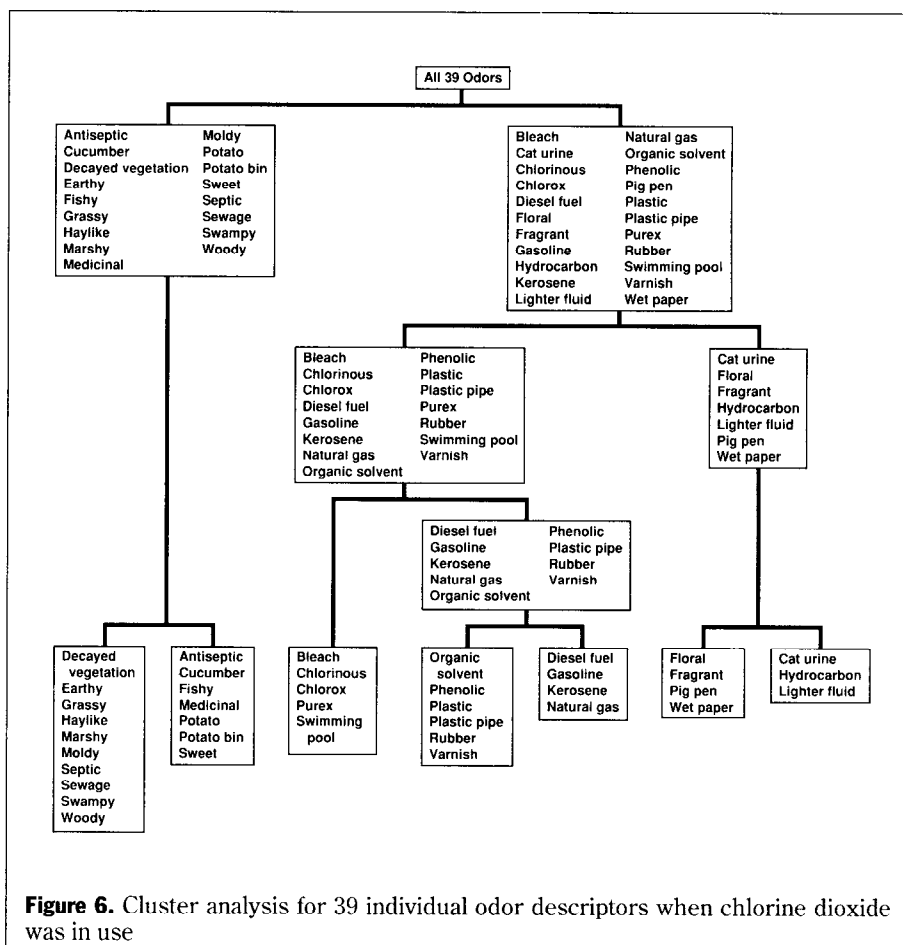 All 39 Odors
Antiseptic
Cucumber
Decayed vegetation
Earthy
Fishy
Grassy
Haylike
Marshy
Medicinal
Moldy
Potato
Potato bin
Sweet
Septic
Sewage
Swampy
Woody
Bleach
Cat urine
Chlorinous
Chlorox
Diesel fuel
Floral
Fragrant
Gasoline
Hydrocarbon
Kerosene
Lighter fluid
Natural gas
Organic solvent
Phenolic
Pig pen
Plastic
Plastic pipe
Purex
Rubber
Swimming pool
Varnish
Wet paper
Bleach
Chlorinous
Chlorox
Diesel fuel
Gasoline
Kerosene
Natural gas
Organic solvent
Phenolic
Plastic
Plastic pipe
Purex
Rubber
Swimming pool
Varnish
Cat urine
Floral
Fragrant
Hydrocarbon
Lighter fluid
Pig pen
Wet paper
Diesel fuel
Gasoline
Kerosene
Natural gas
Organic solvent
Phenolic
Plastic pipe
Rubber
Varnish
Decayed
vegetation
Earthy
Grassy
Haylike
Marshy
Moldy
Septic
Sewage
Swampy
Woody
Antiseptic
Cucumber
Fishy
Medicinal
Potato
Potato bin
Sweet
Bleach
Chlorinous
Chlorox
Purex
Swimming
pool
Organic
solvent
Phenolic
Plastic
Plastic pipe
Rubber
Varnish
Diesel fuel
Gasoline
Kerosene
Natural gas
Floral
Fragrant
Pig pen
Wet paper
Cat urine
Hydrocarbon
Lighter fluid
Figure 6. Cluster analysis for 39 individual odor descriptors when chlorine dioxide
was in use